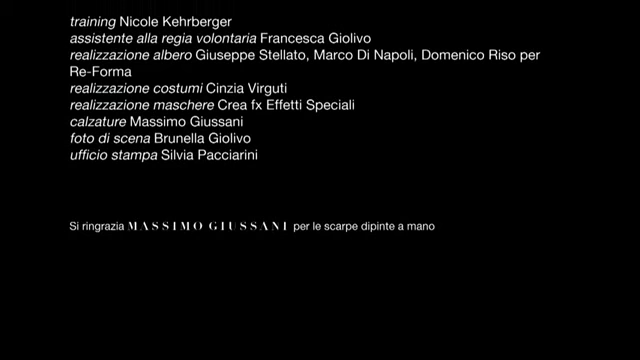 training Nicole Kehrberger
assistente alla regia volontaria Francesca Giolivo
realizzazione albero Giuseppe Stellato, Marco Di Napoli, Domenico Riso per
Re-Forma
realizzazione costumi Cinzia Virguti
realizzazione maschere Crea fx Effetti Speciali
calzature Massimo Giussani
foto di scena Brunella Giolivo
ufficio stampa Silvia Pacciarini
Si ringrazia MASSIMO GIUSSANI per le scarpe dipinte a mano